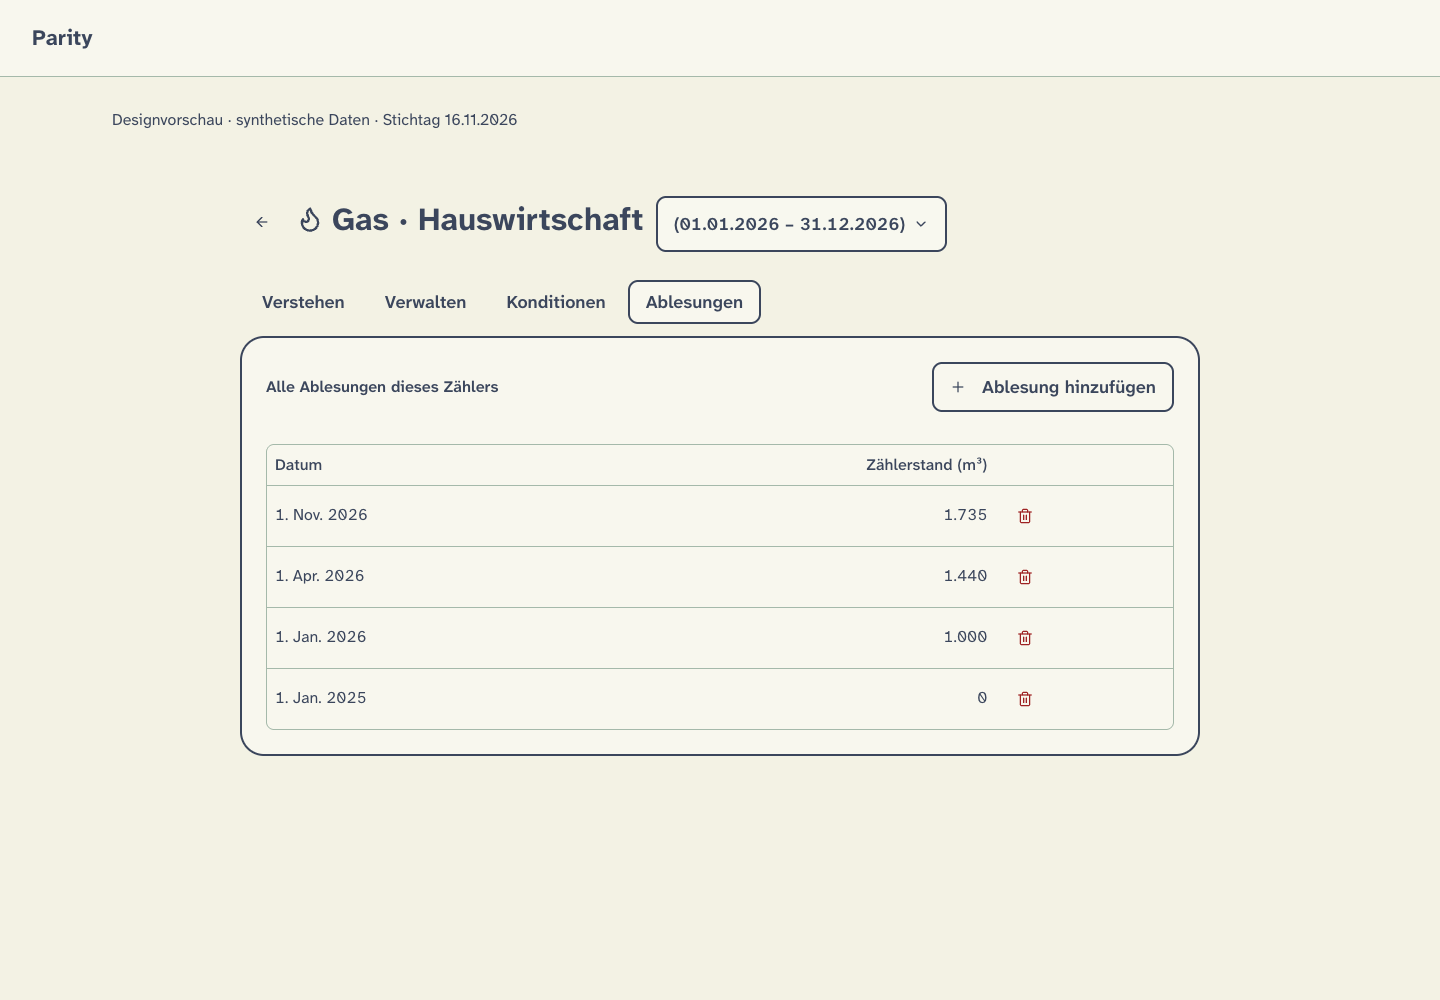 Parity
Designvorschau · synthetische Daten · Stichtag 16.11.2026
Gas · Hauswirtschaft (01.01.2026 – 31.12.2026)
Verstehen Verwalten Konditionen Ablesungen
Alle Ablesungen dieses Zählers Ablesung hinzufügen
Datum Zählerstand (m³)
1. Nov. 2026 1.735
1. Apr. 2026 1.440
1. Jan. 2026 1.000
1. Jan. 2025 0